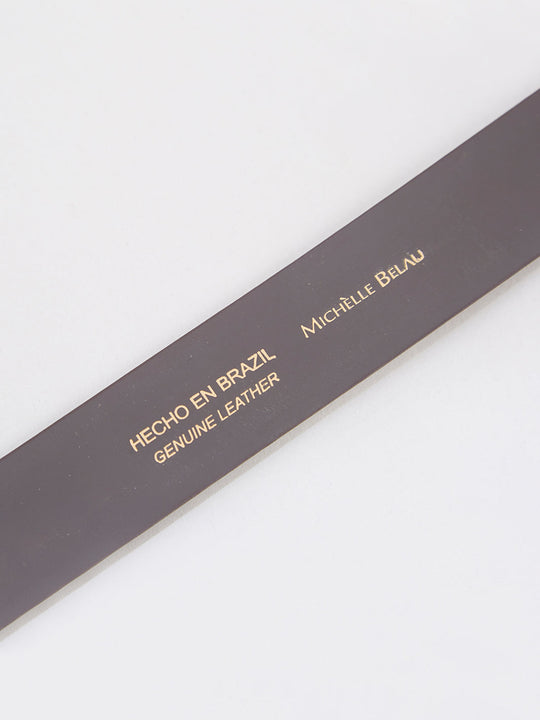 HECHO EN BRAZIL
GENUINE LEATHER
MICHÈLLE BELAU